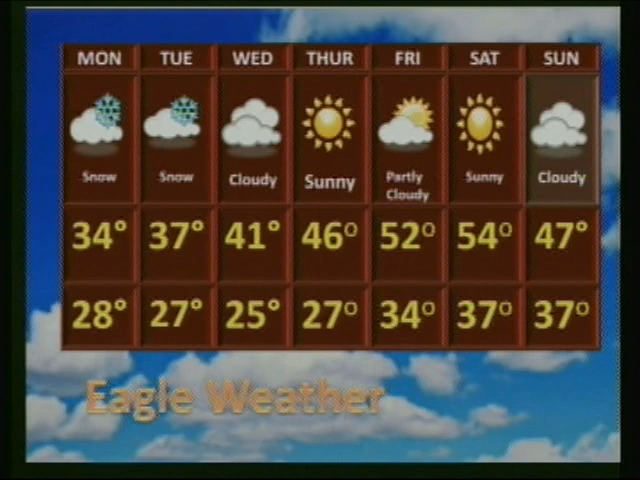 MON TUE WED THUR FRI SAT SUN
Snow Snow Cloudy Sunny Partly Cloudy Sunny Cloudy
34° 37° 41° 46° 52° 54° 47°
28° 27° 25° 27° 34° 37° 37°
Eagle Weather